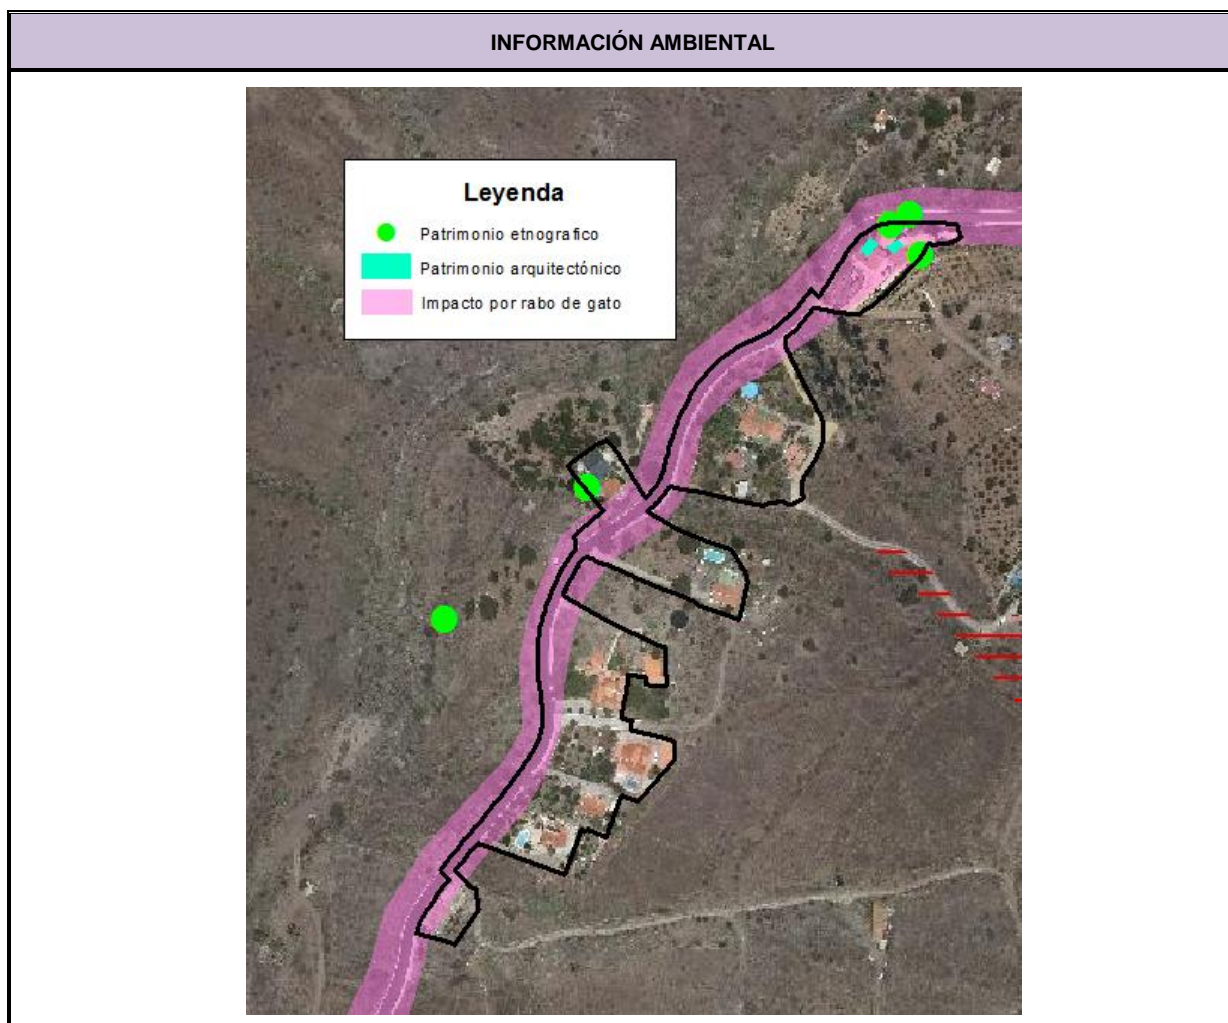 INFORMACIÓN AMBIENTAL
Leyenda
Patrimonio etnografico
Patrimonio arquitectónico
Impacto por rabo de gato